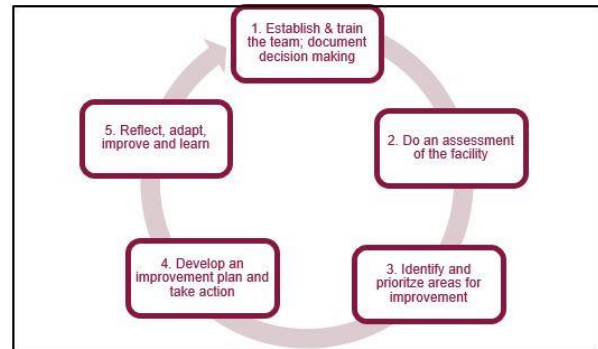 1. Establish & train
the team; document
decision making
2. Do an assessment
of the facility
3. Identify and
prioritze areas for
improvement
4. Develop an
improvement plan and
take action
5. Reflect, adapt,
improve and learn